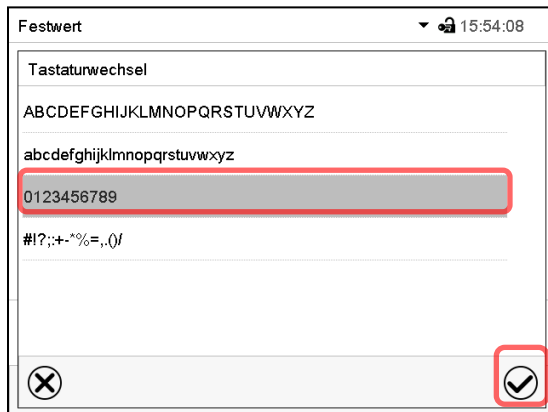 Festwert 15:54:08
Tastaturwechsel
ABCDEFGHIJKLMNOPQRSTUVWXYZ
abcdefghijklmnopqrstuvwxyz
0123456789
#!?;:+-*%=,.()/